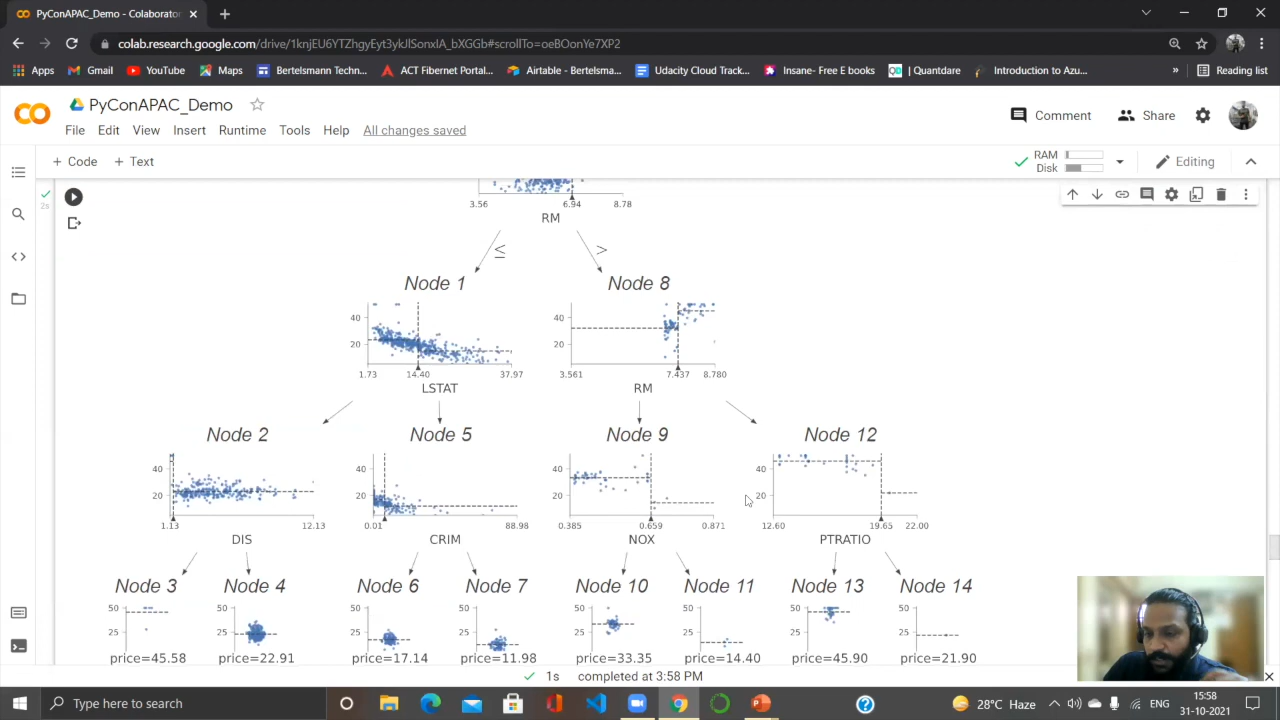 PyConAPAC_Demo - Colaborator
colab.research.google.com/drive/1knjEU6YTZhgyEyt3ykJlSonxIA_bXGGb#scrollTo=oeBOonYe7XP2
Apps Gmail YouTube Maps Bertelsmann Techn... ACT Fibernet Portal... Airtable - Bertelsma... Udacity Cloud Track... Insane- Free E books Quandare Introduction to Azu... » Reading list
PyConAPAC_Demo
Comment Share
File Edit View Insert Runtime Tools Help All changes saved
+ Code + Text
RAM
Disk
Editing
2s
3.56 6.94 8.78
RM
≤ >
Node 1 Node 8
40 20 40 20
1.73 14.40 37.97 3.561 7.437 8.780
LSTAT RM
Node 2 Node 5 Node 9 Node 12
40 20 40 20 40 20 40 20
1.13 12.13 0.01 88.98 0.385 0.659 0.871 12.60 19.65 22.00
DIS CRIM NOX PTRATIO
Node 3 Node 4 Node 6 Node 7 Node 10 Node 11 Node 13 Node 14
50 50 50 50 50 50 50 50
25 25 25 25 25 25 25 25
price=45.58 price=22.91 price=17.14 price=11.98 price=33.35 price=14.40 price=45.90 price=21.90
1s completed at 3:58 PM
Type here to search
28°C Haze
ENG
15:58
31-10-2021